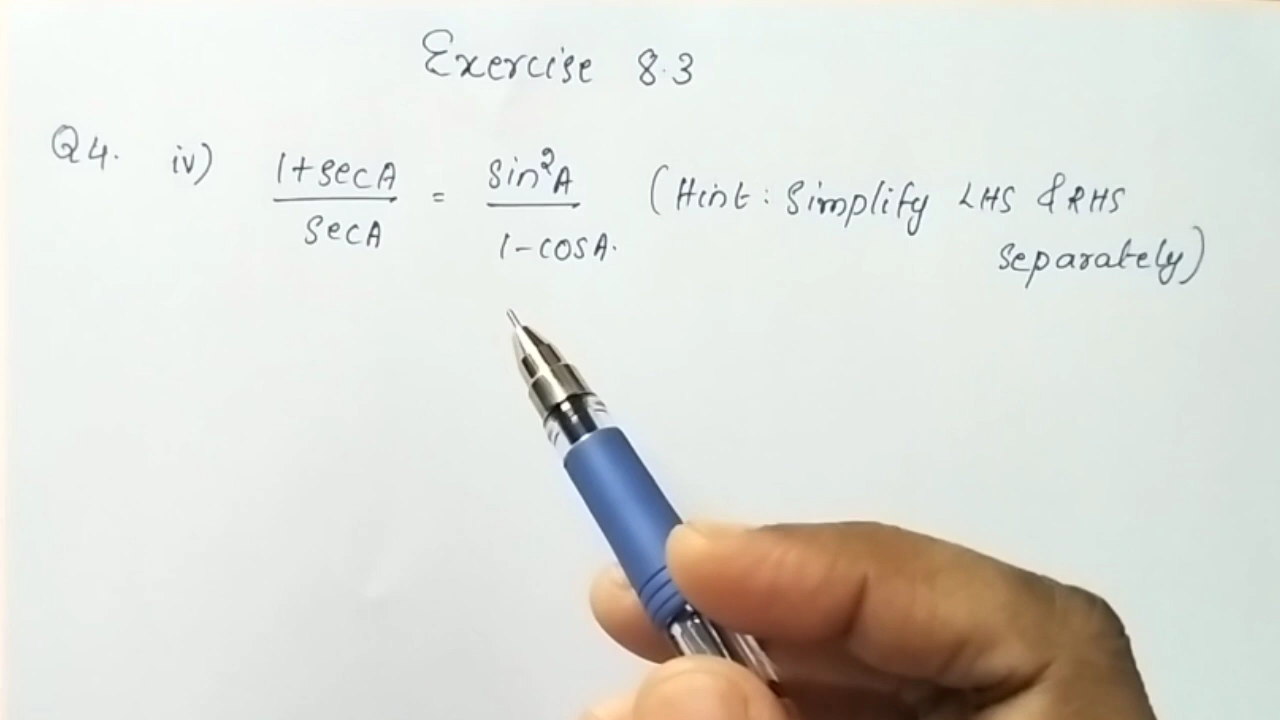 Exercise 8.3
Q4. iv) (1+secA)/(secA) = (sin²A)/(1-cosA). (Hint: Simplify LHS & RHS
separately)